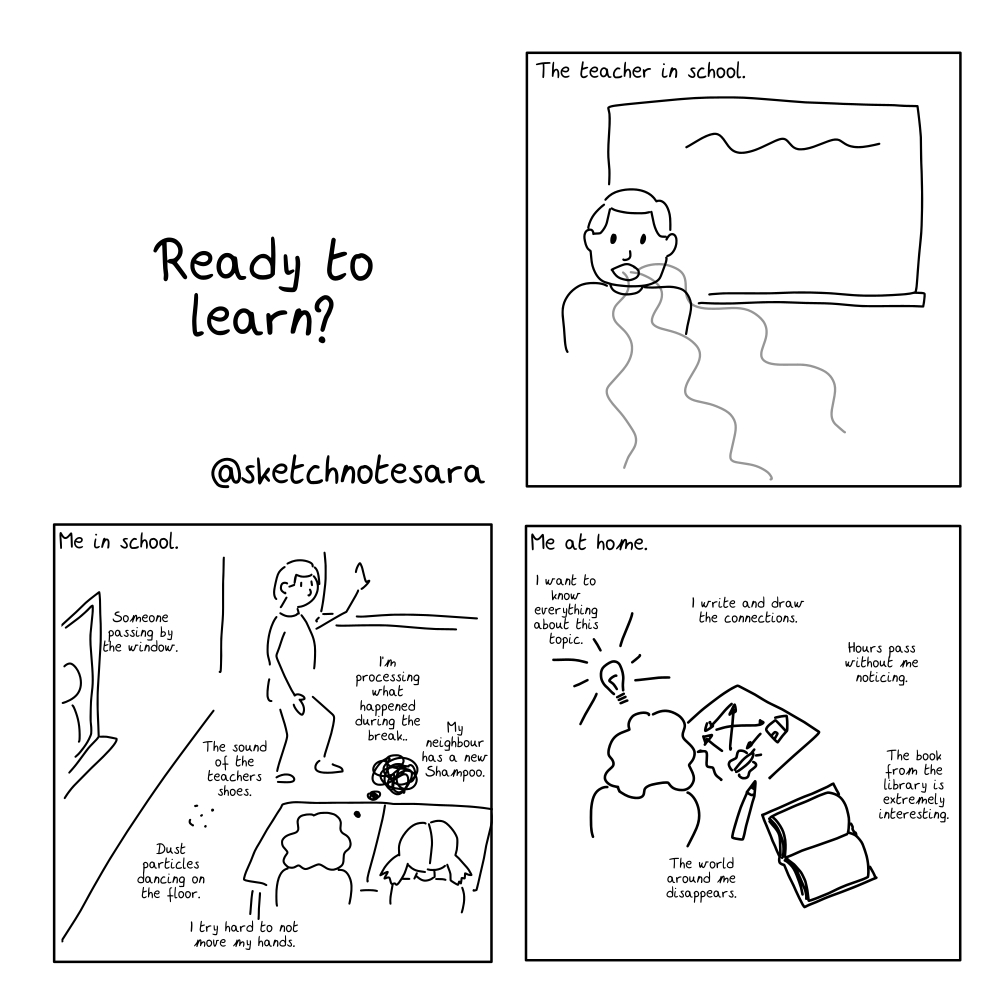 Ready to
learn?
@sketchnotesara
The teacher in school.
Me in school.
Someone
passing by
the window.
I'm
processing
what
happened
during the
break..
My
neighbour
has a new
Shampoo.
The sound
of the
teachers
shoes.
Dust
particles
dancing on
the floor.
I try hard to not
move my hands.
Me at home.
I want to
know
everything
about this
topic.
I write and draw
the connections.
Hours pass
without me
noticing.
The book
from the
library is
extremely
interesting.
The world
around me
disappears.